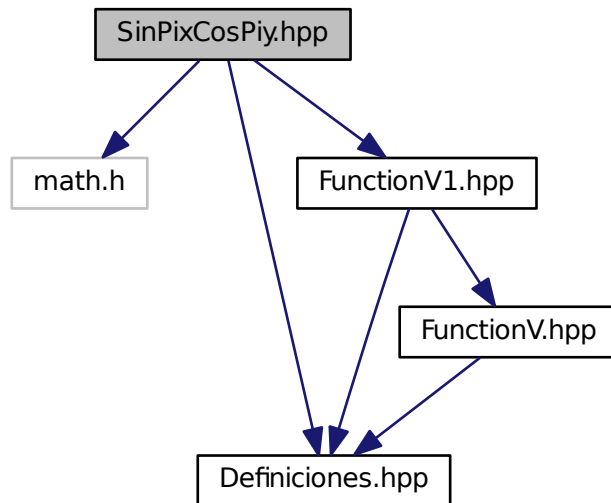 SinPixCosPiy.hpp
math.h
FunctionV1.hpp
FunctionV.hpp
Definiciones.hpp